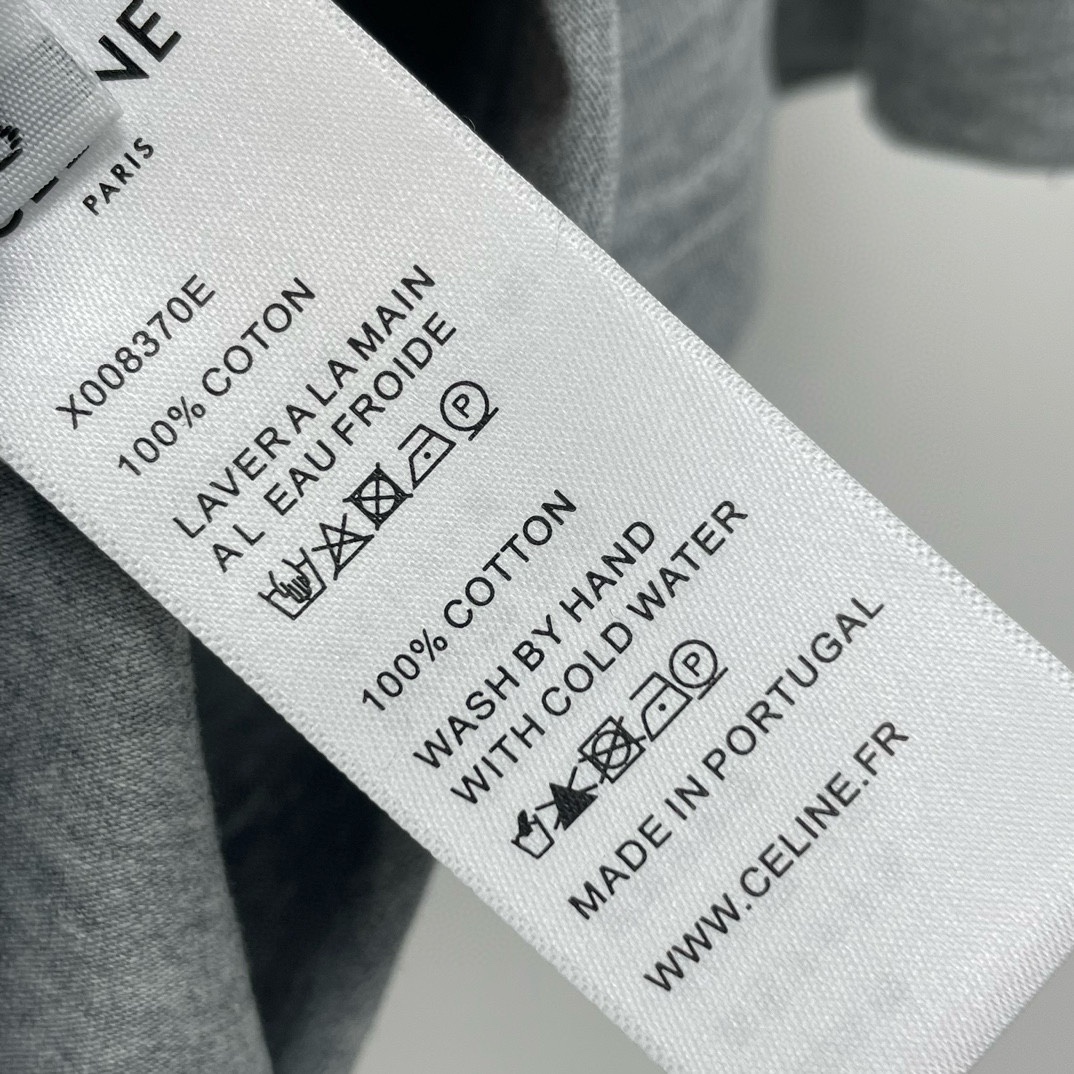 NE
PARIS
X008370E
100% COTON
LAVER A LA MAIN
AL EAU FROIDE
P
100% COTTON
WASH BY HAND
WITH COLD WATER
P
MADE IN PORTUGAL
WWW.CELINE.FR